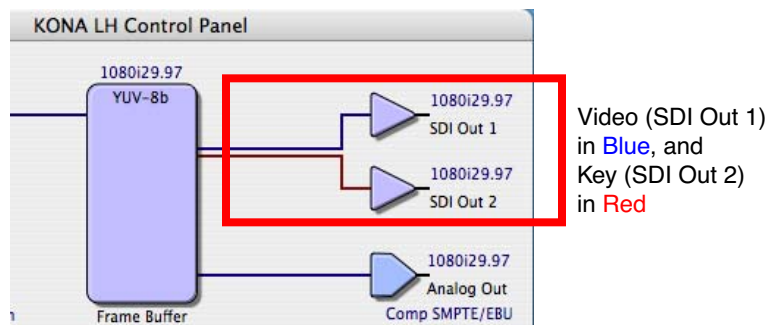 KONA LH Control Panel
1080i29.97
YUV-8b
1080i29.97
SDI Out 1
1080i29.97
SDI Out 2
1080i29.97
Analog Out
Frame Buffer
Comp SMPTE/EBU
Video (SDI Out 1)
in Blue, and
Key (SDI Out 2)
in Red